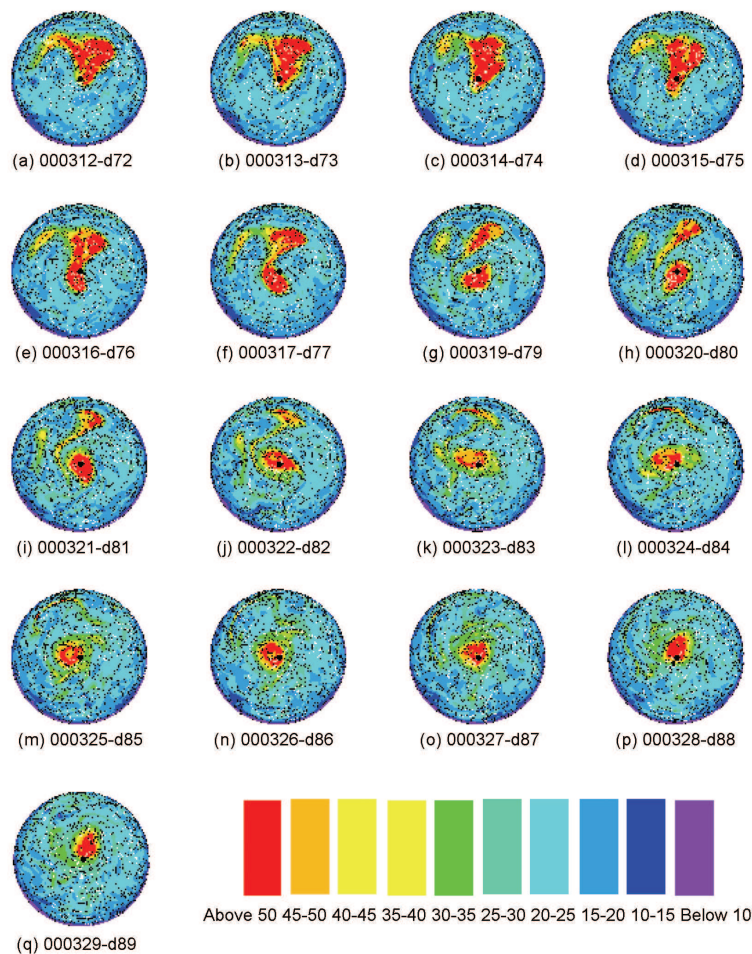 (a) 000312-d72 (b) 000313-d73 (c) 000314-d74 (d) 000315-d75
(e) 000316-d76 (f) 000317-d77 (g) 000319-d79 (h) 000320-d80
(i) 000321-d81 (j) 000322-d82 (k) 000323-d83 (l) 000324-d84
(m) 000325-d85 (n) 000326-d86 (o) 000327-d87 (p) 000328-d88
Above 50 45-50 40-45 35-40 30-35 25-30 20-25 15-20 10-15 Below 10
(q) 000329-d89